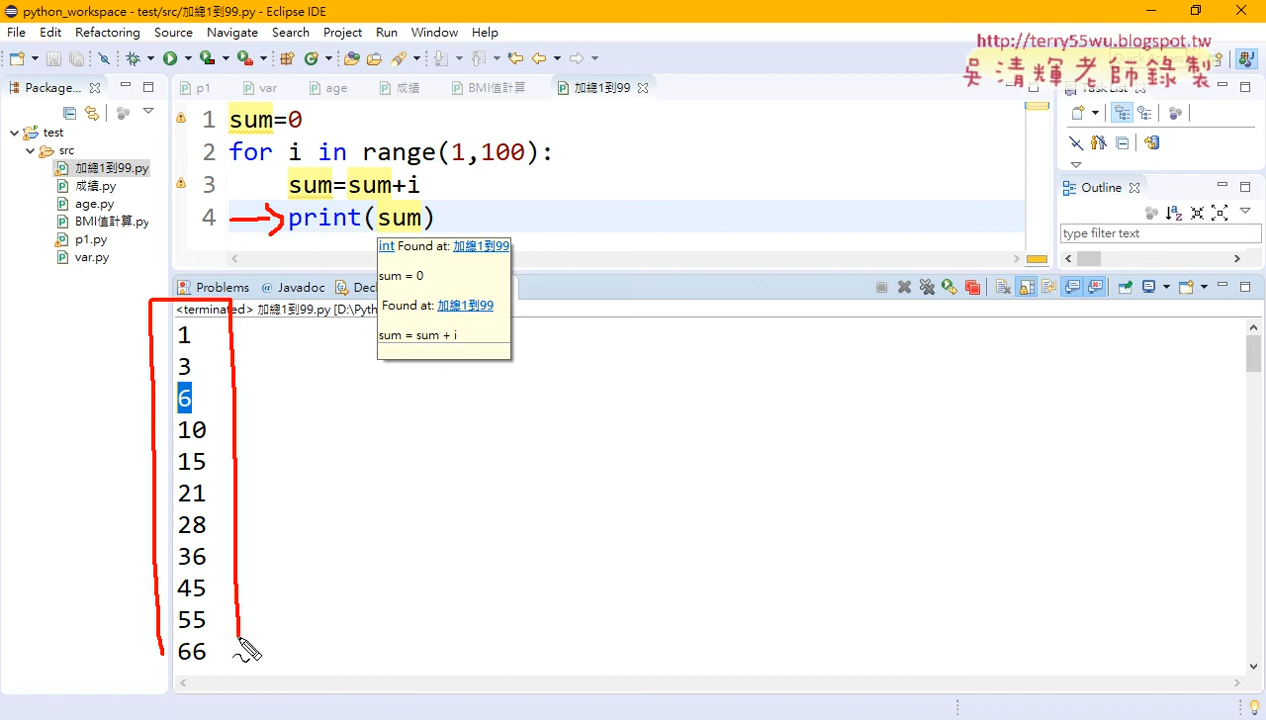 python_workspace - test/src/加總1到99.py - Eclipse IDE
File Edit Refactoring Source Navigate Search Project Run Window Help
http://terry55wu.blogspot.tw
吳清輝老師錄製
Package...
p1
var
age
成績
BMI值計算
加總1到99
Task List
test
src
加總1到99.py
成績.py
age.py
BMI值計算.py
p1.py
var.py
1 sum=0
2 for i in range(1,100):
3 sum=sum+i
4 print(sum)
int Found at: 加總1到99
sum = 0
Found at: 加總1到99
sum = sum + i
Outline
type filter text
Problems
@ Javadoc
Decl
<terminated> 加總1到99.py [D:\Pyth
1
3
6
10
15
21
28
36
45
55
66